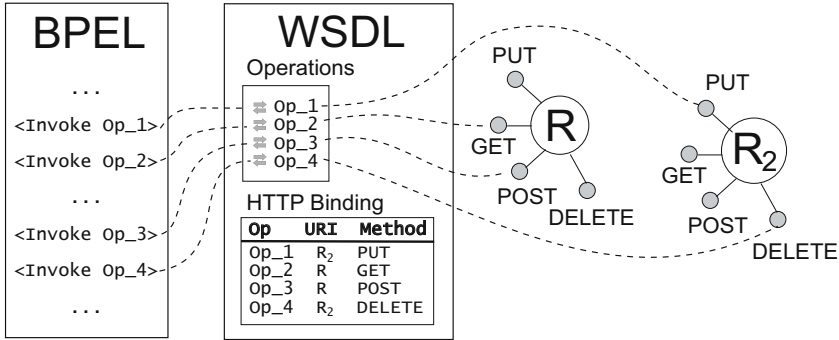 BPEL
...
<Invoke Op_1>
<Invoke Op_2>
...
<Invoke Op_3>
<Invoke Op_4>
...
WSDL
Operations
Op_1
Op_2
Op_3
Op_4
HTTP Binding
Op URI Method
Op_1 R₂ PUT
Op_2 R GET
Op_3 R POST
Op_4 R₂ DELETE
PUT
R
GET
POST
DELETE
PUT
R₂
GET
POST
DELETE